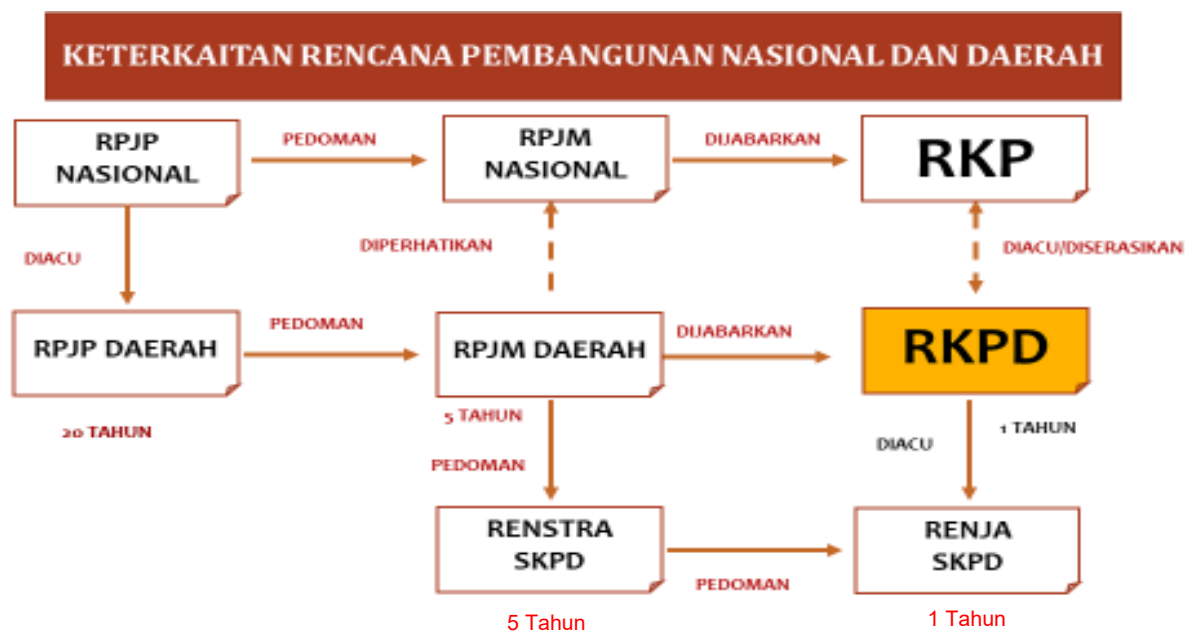 KETERKAITAN RENCANA PEMBANGUNAN NASIONAL DAN DAERAH
RPJP
NASIONAL
PEDOMAN
RPJM
NASIONAL
DIJABARKAN
RKP
DIACU
DIPERHATIKAN
DIACU/DISERASIKAN
RPJP DAERAH
PEDOMAN
RPJM DAERAH
DIJABARKAN
RKPD
20 TAHUN
5 TAHUN
PEDOMAN
DIACU
1 TAHUN
RENSTRA
SKPD
PEDOMAN
RENJA
SKPD
5 Tahun
1 Tahun